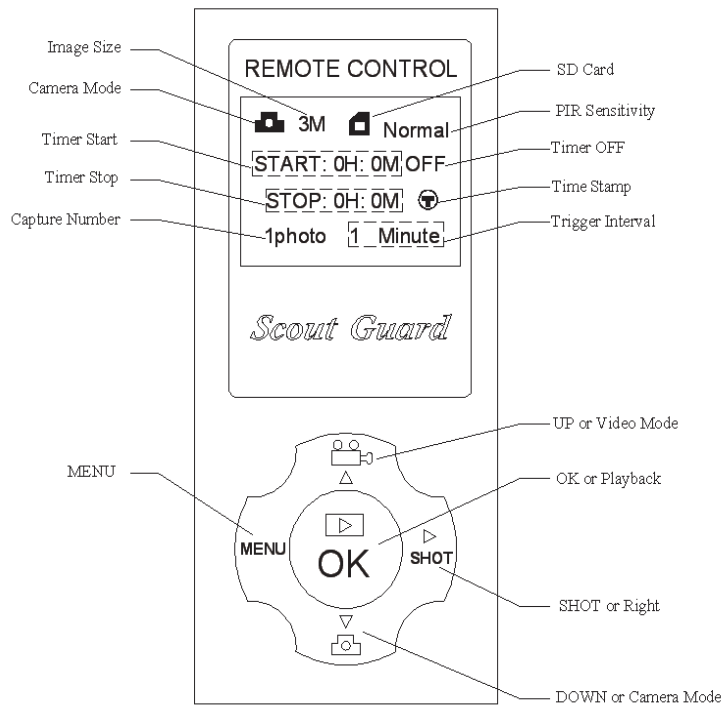 Image Size
Camera Mode
Timer Start
Timer Stop
Capture Number
REMOTE CONTROL
3M
Normal
START: 0H: 0M OFF
STOP: 0H: 0M T
1photo 1 Minute
Scout Guard
SD Card
PIR Sensitivity
Timer OFF
Time Stamp
Trigger Interval
MENU
MENU
OK
SHOT
UP or Video Mode
OK or Playback
SHOT or Right
DOWN or Camera Mode